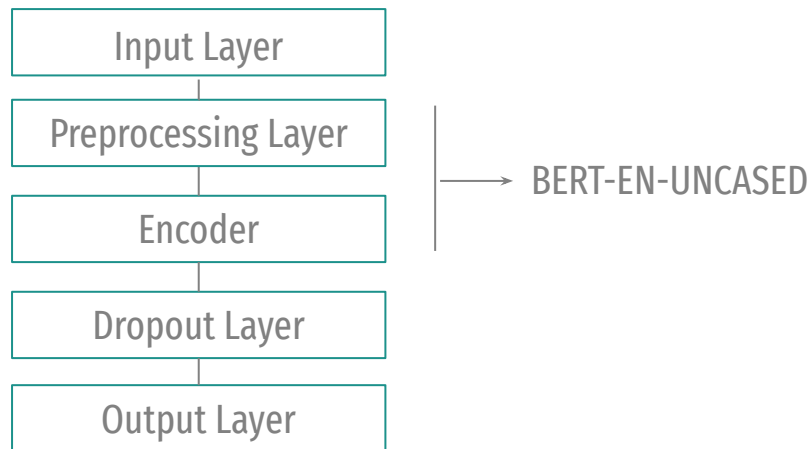 Input Layer
Preprocessing Layer
BERT-EN-UNCASED
Encoder
Dropout Layer
Output Layer